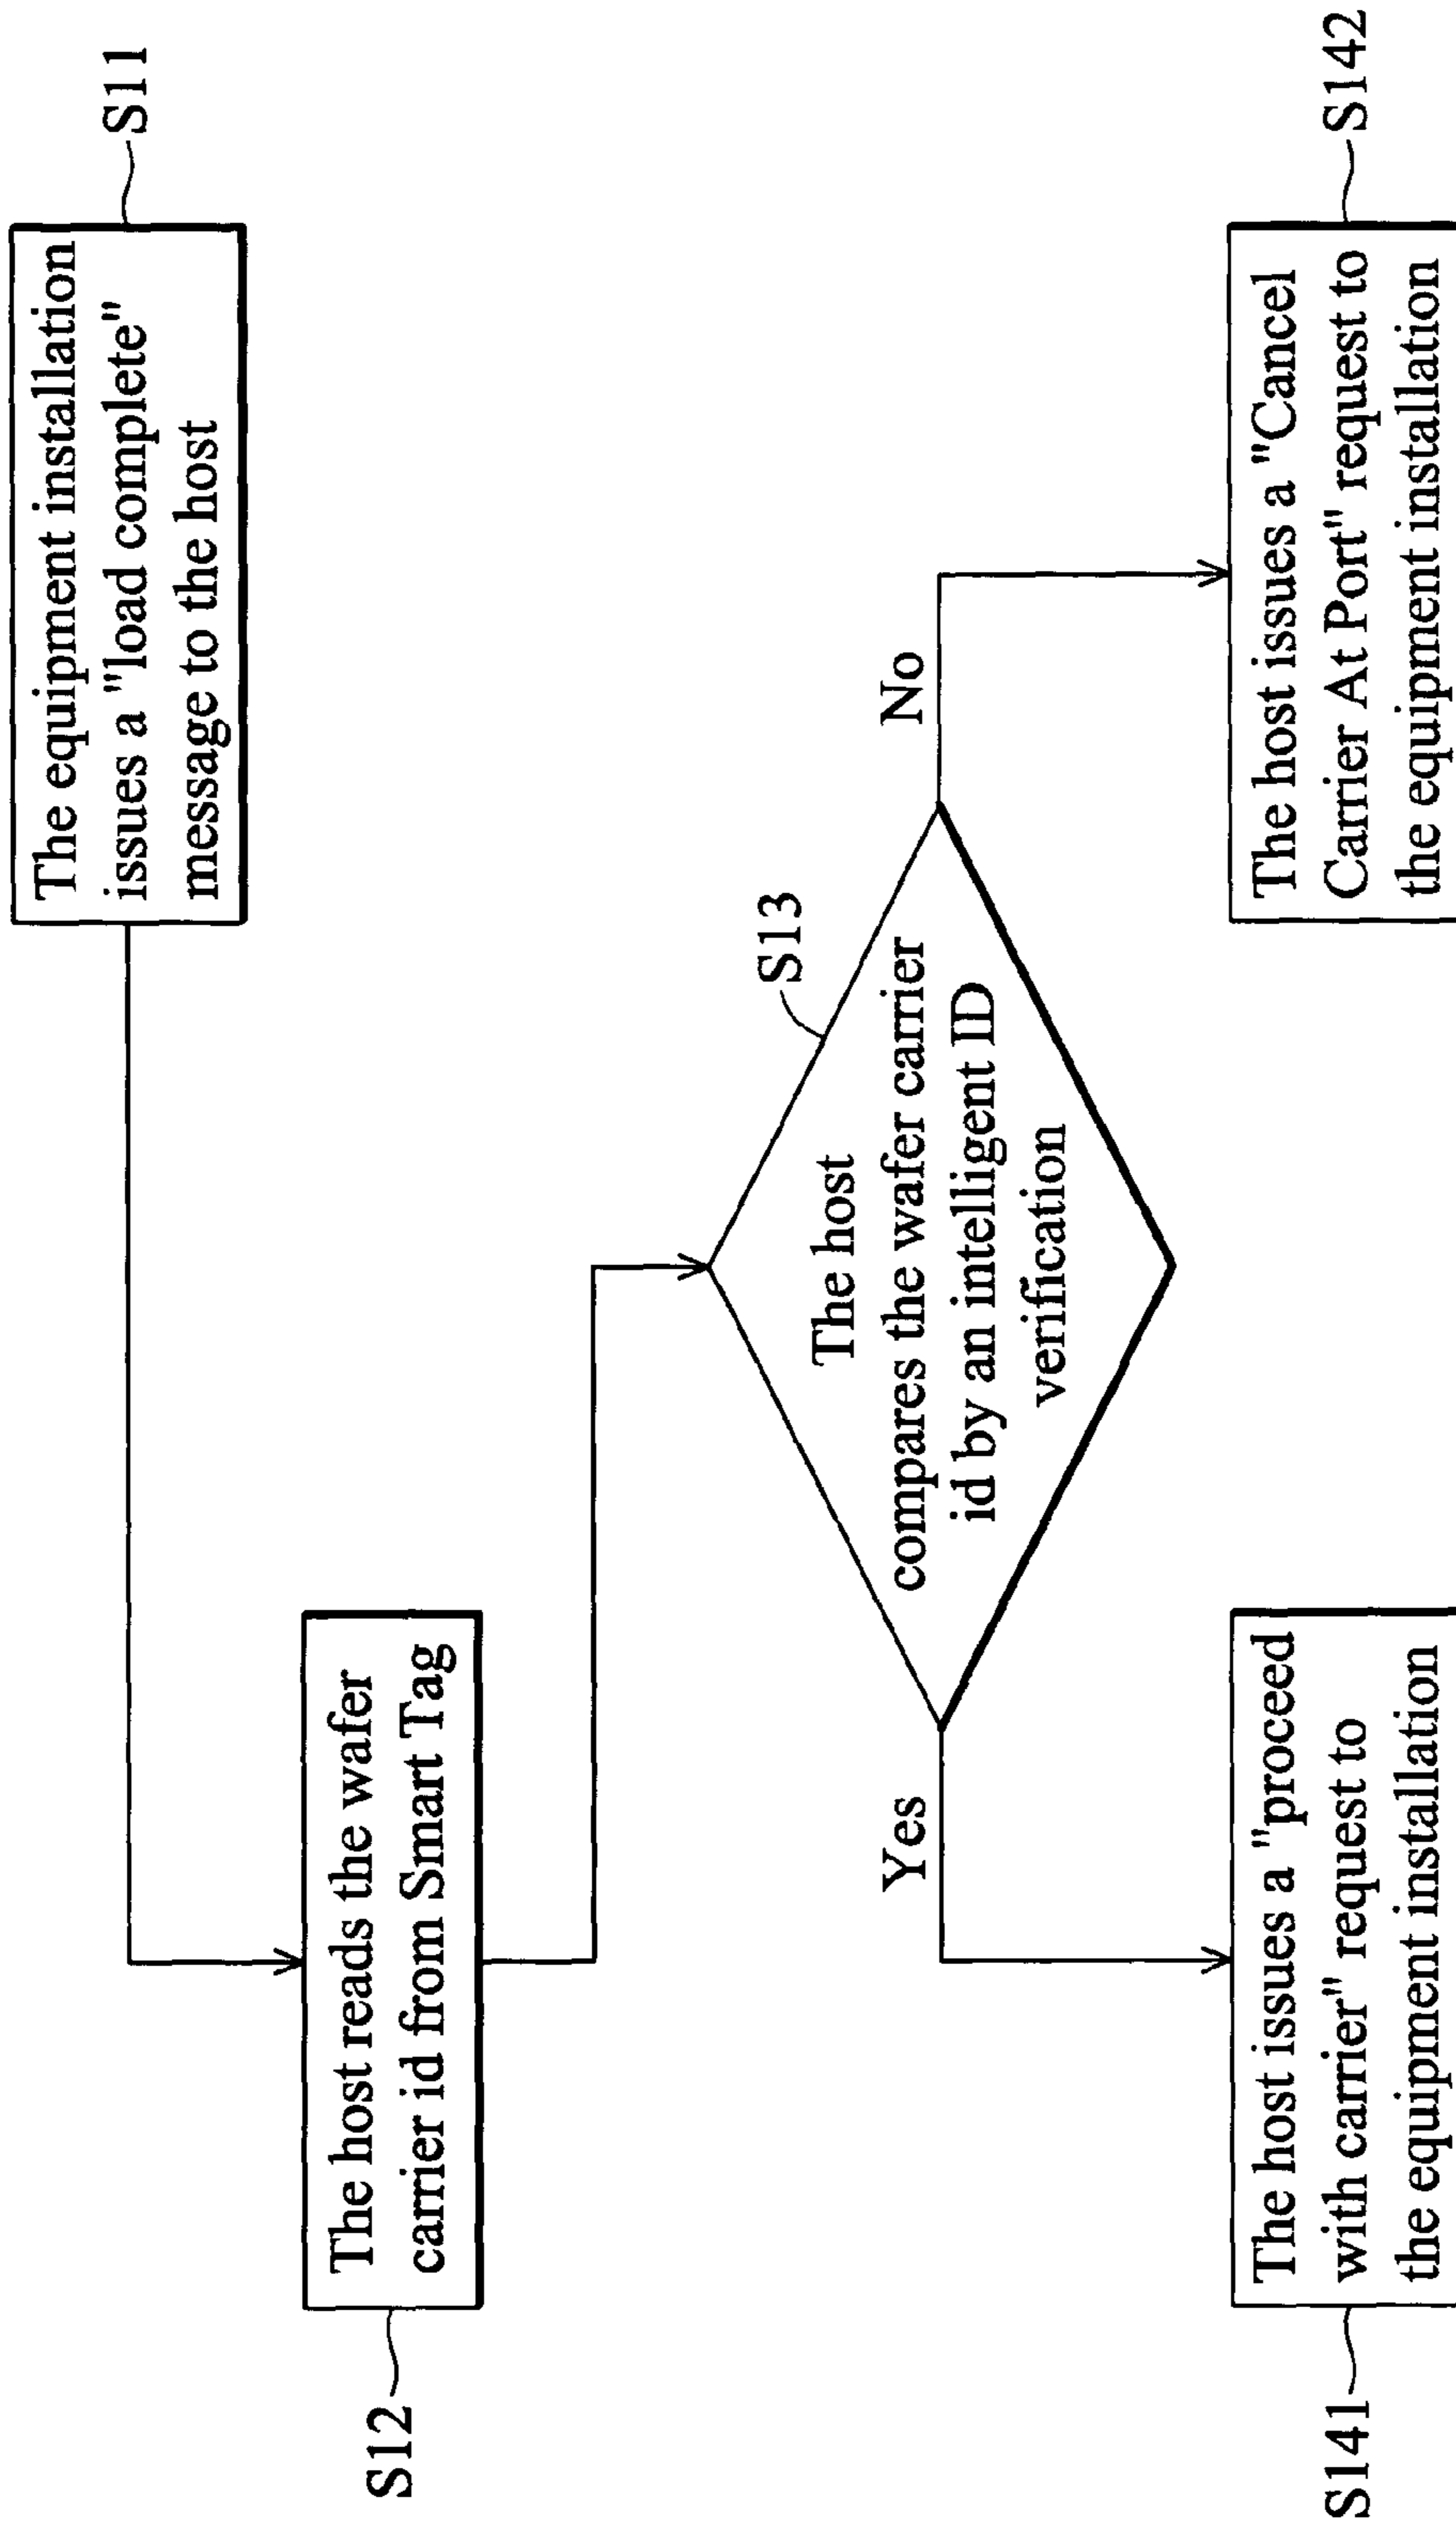 The equipment installation
issues a "load complete"
message to the host
S11
The host reads the wafer
carrier id from Smart Tag
S12
S13
The host
compares the wafer carrier
id by an intelligent ID
verification
Yes
No
The host issues a "proceed
with carrier" request to
the equipment installation
S141
The host issues a "Cancel
Carrier At Port" request to
the equipment installation
S142